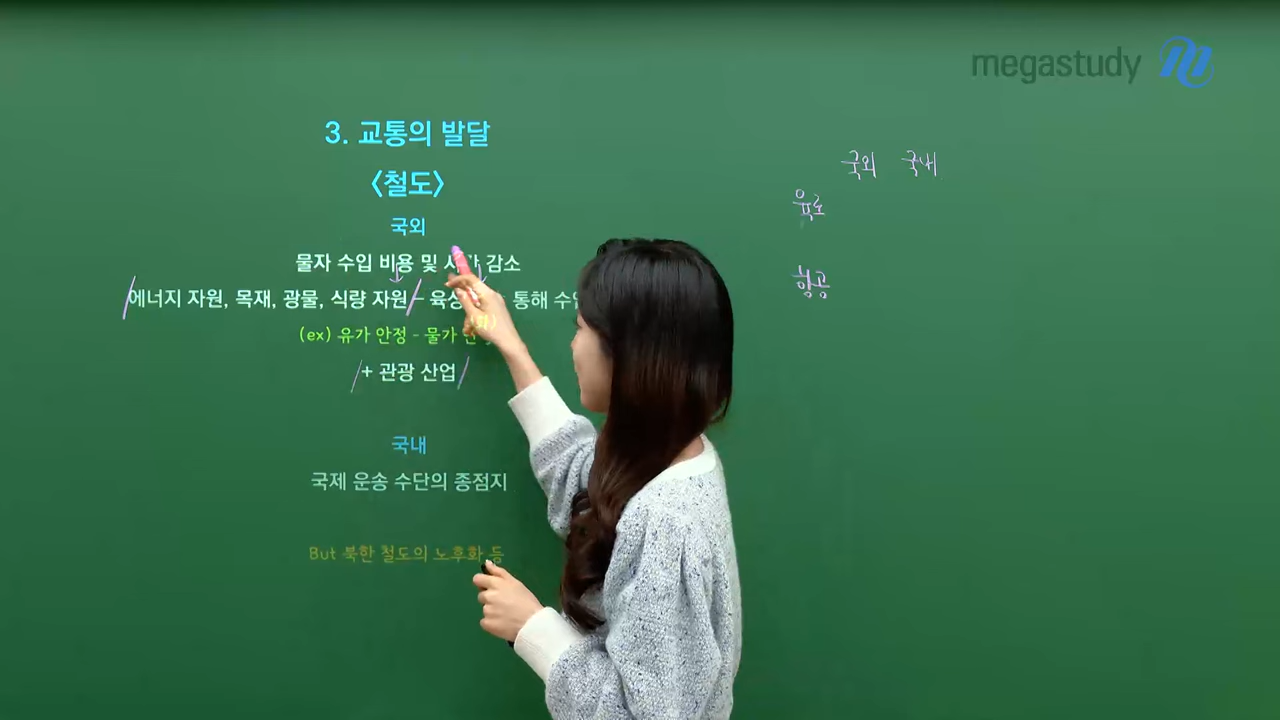 megastudy
3. 교통의 발달
〈철도〉
국외
물자 수입 비용 및 감소
에너지 자원, 목재, 광물, 식량 자원 - 육상 통해
(ex) 유가 안정 - 물가
+ 관광 산업
국내
국제 운송 수단의 종점지
But 북한 철도의 노후화 등
국외 국내
육로
항공